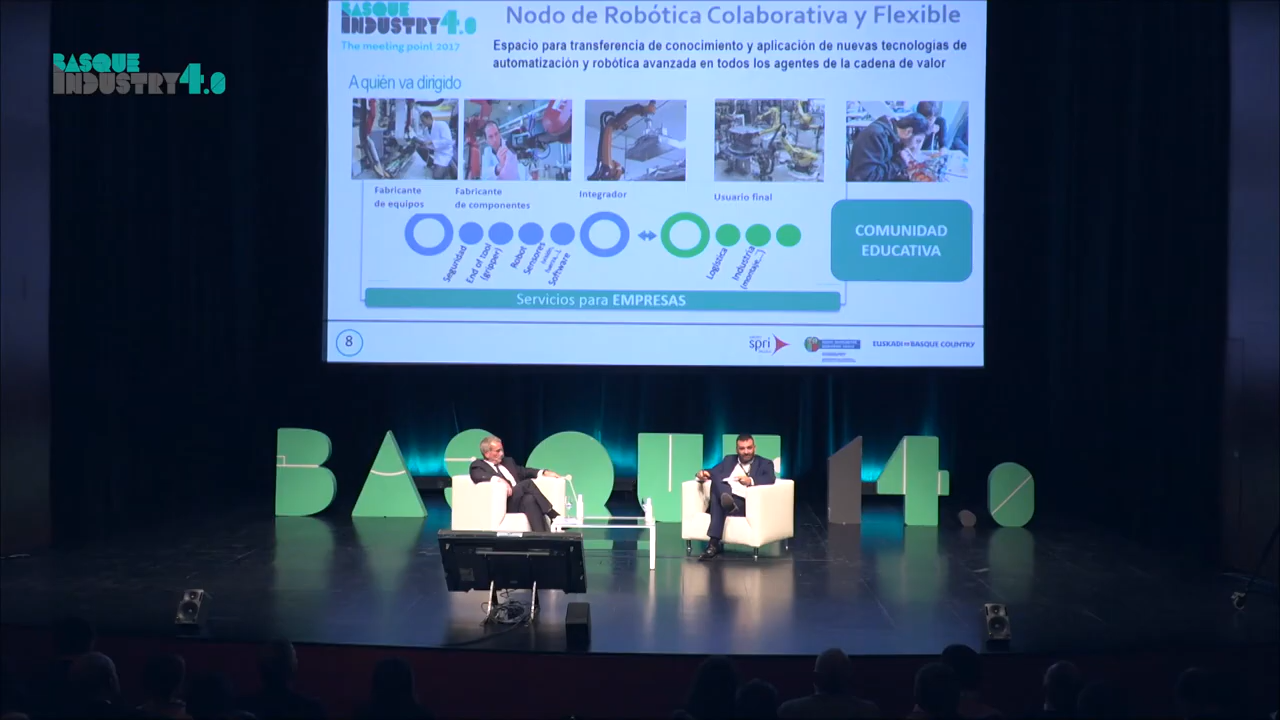 BASQUE
INDUSTRY 4.0
BASQUE
INDUSTRY 4.0
The meeting point 2017
Nodo de Robótica Colaborativa y Flexible
Espacio para transferencia de conocimiento y aplicación de nuevas tecnologías de
automatización y robótica avanzada en todos los agentes de la cadena de valor
A quién va dirigido
Fabricante
de equipos
Fabricante
de componentes
Integrador
Usuario final
Seguridad
End of tool
(gripper)
Robot
Sensores
Software
Logística
Industria
(montaje,...)
COMUNIDAD
EDUCATIVA
Servicios para EMPRESAS
8
spri
EUSKADI BASQUE COUNTRY
BASQUE 4.0